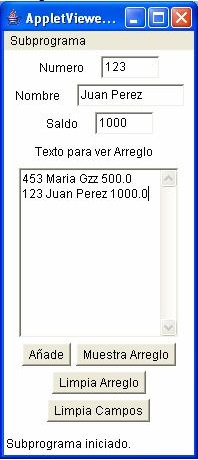 AppletViewe...
Subprograma
Numero 123
Nombre Juan Perez
Saldo 1000
Texto para ver Arreglo
453 Maria Gzz 500.0
123 Juan Perez 1000.0
Añade Muestra Arreglo
Limpia Arreglo
Limpia Campos
Subprograma iniciado.